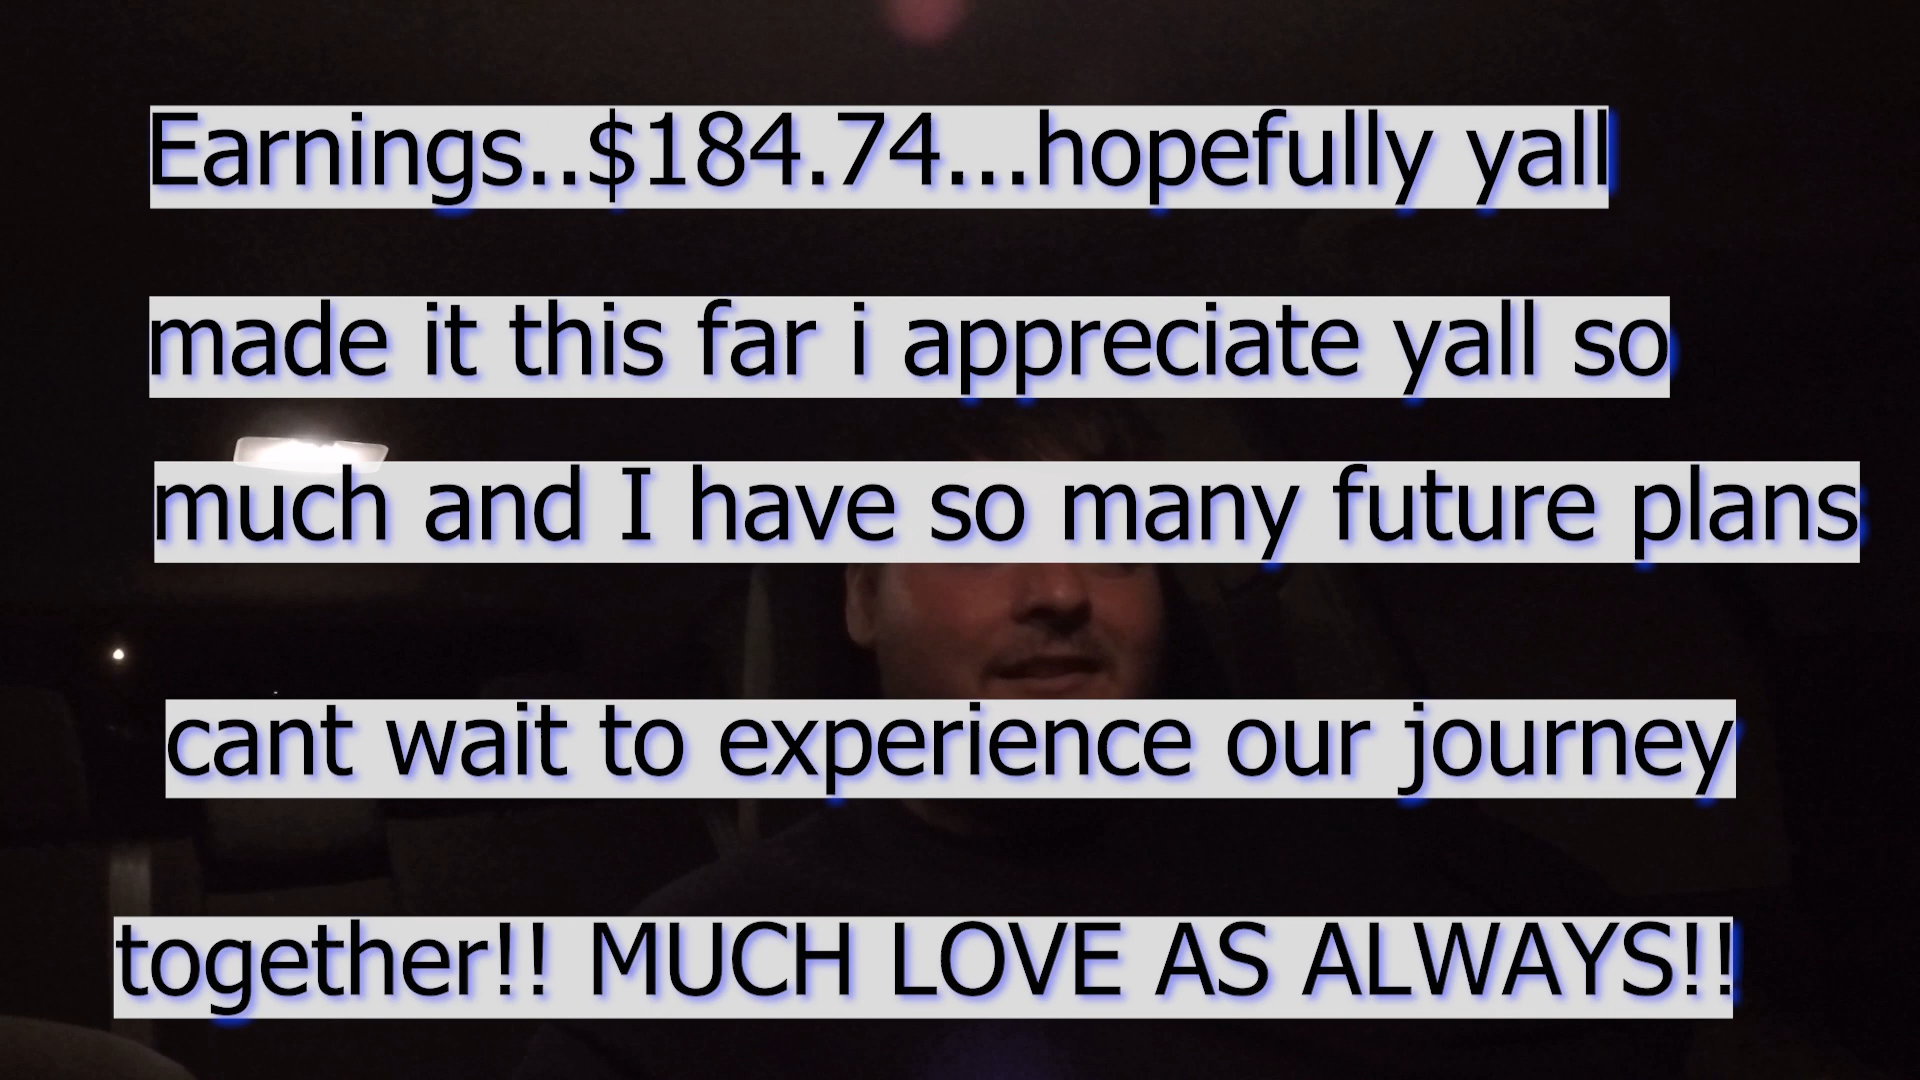 Earnings..$184.74...hopefully yall
made it this far i appreciate yall so
much and I have so many future plans
cant wait to experience our journey
together!! MUCH LOVE AS ALWAYS!!